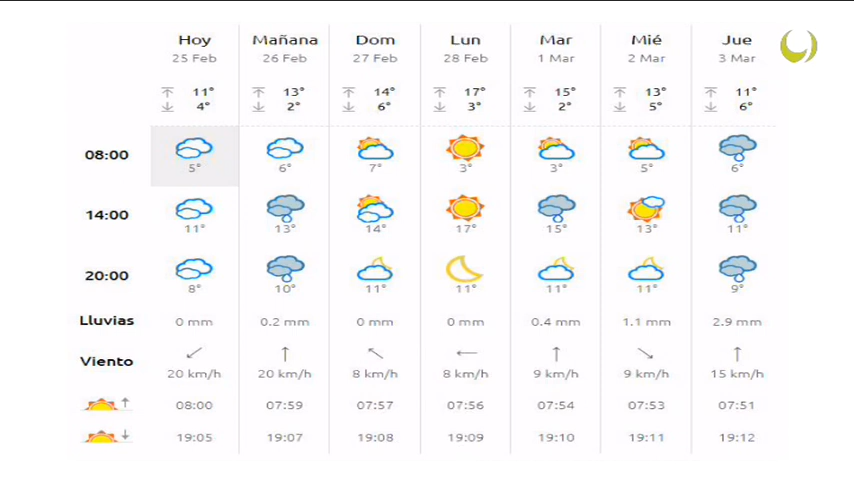 Hoy Mañana Dom Lun Mar Mié Jue
25 Feb 26 Feb 27 Feb 28 Feb 1 Mar 2 Mar 3 Mar
11° 13° 14° 17° 15° 13° 11°
4° 2° 6° 3° 2° 5° 6°
08:00
5° 6° 7° 3° 3° 5° 6°
14:00
11° 13° 14° 17° 15° 13° 11°
20:00
8° 10° 11° 11° 11° 11° 9°
Lluvias 0 mm 0.2 mm 0 mm 0 mm 0.4 mm 1.1 mm 2.9 mm
Viento
20 km/h 20 km/h 8 km/h 8 km/h 9 km/h 9 km/h 15 km/h
08:00 07:59 07:57 07:56 07:54 07:53 07:51
19:05 19:07 19:08 19:09 19:10 19:11 19:12